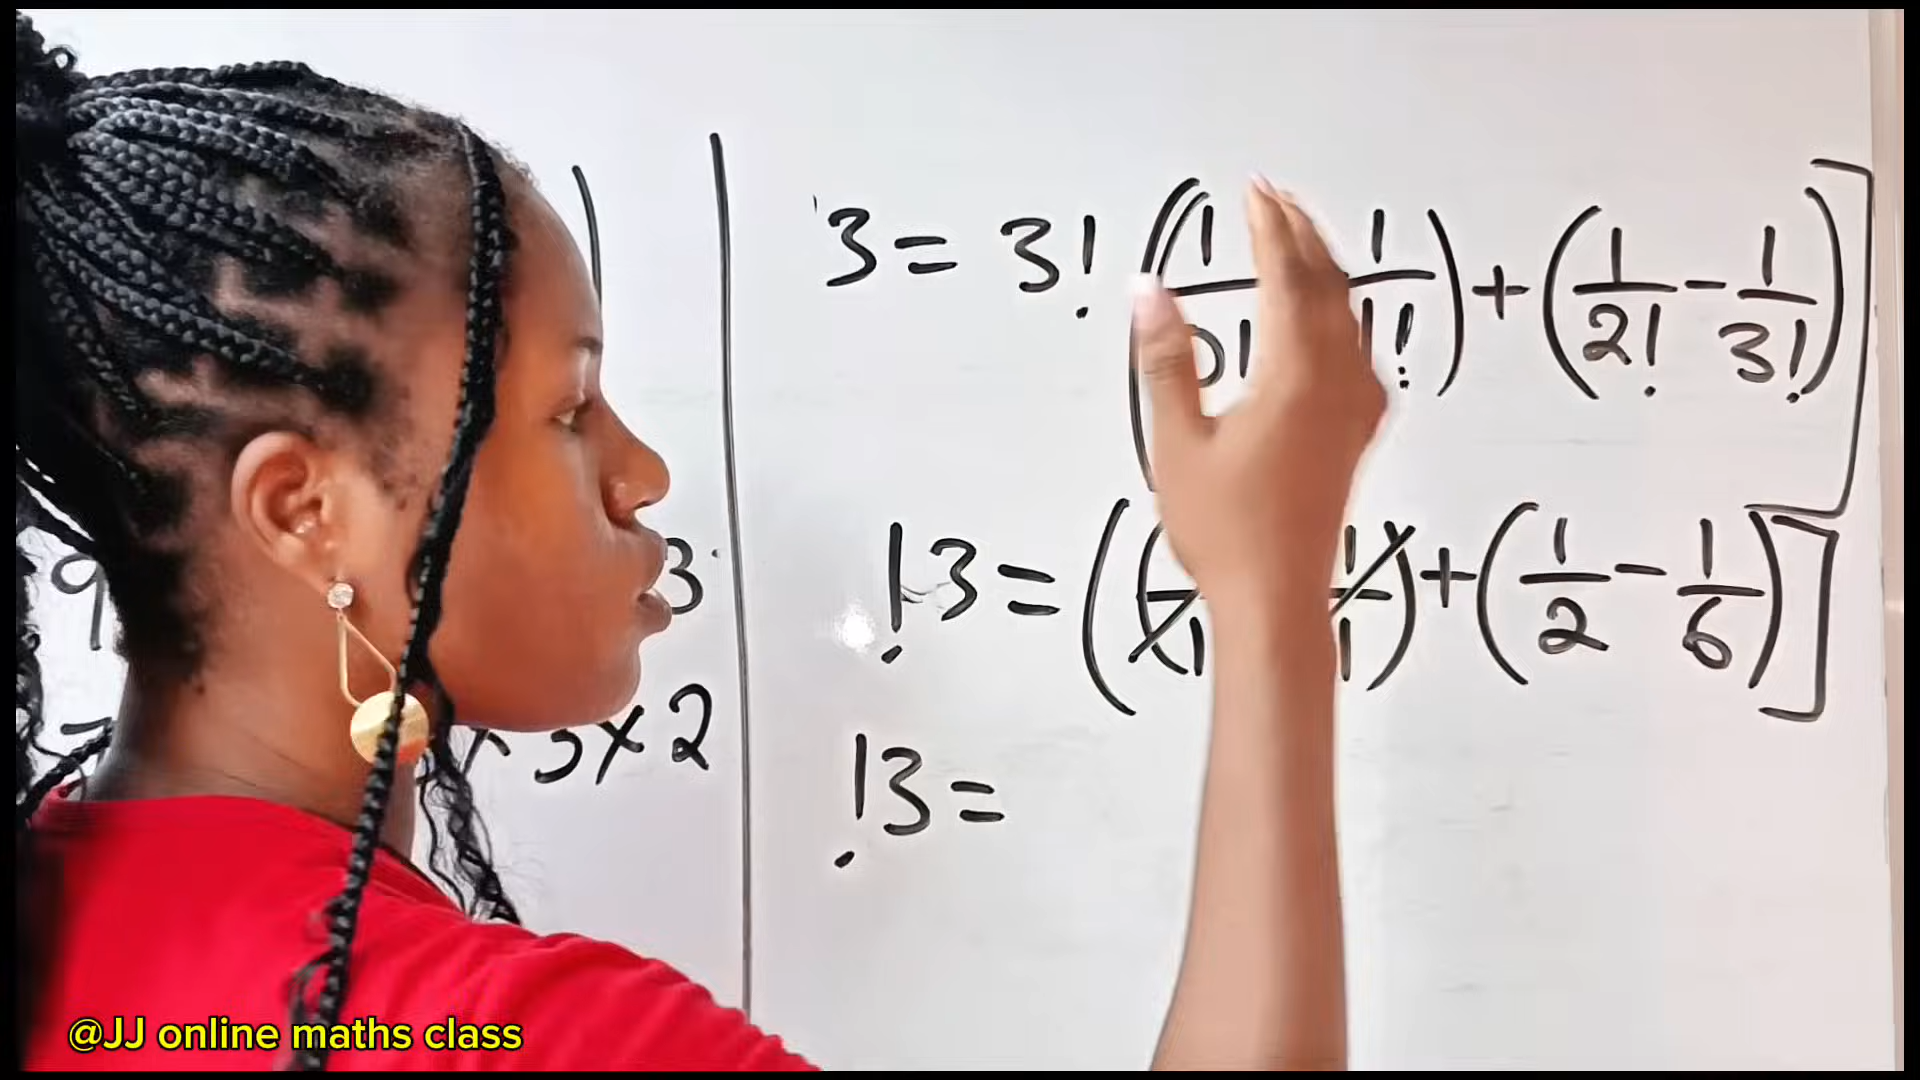 3 = 3! ((1/0! 1/1!) + (1/2! - 1/3!)]
!3 = ((1 1/1) + (1/2 - 1/6)]
3
x 2
!3 =
@JJ online maths class